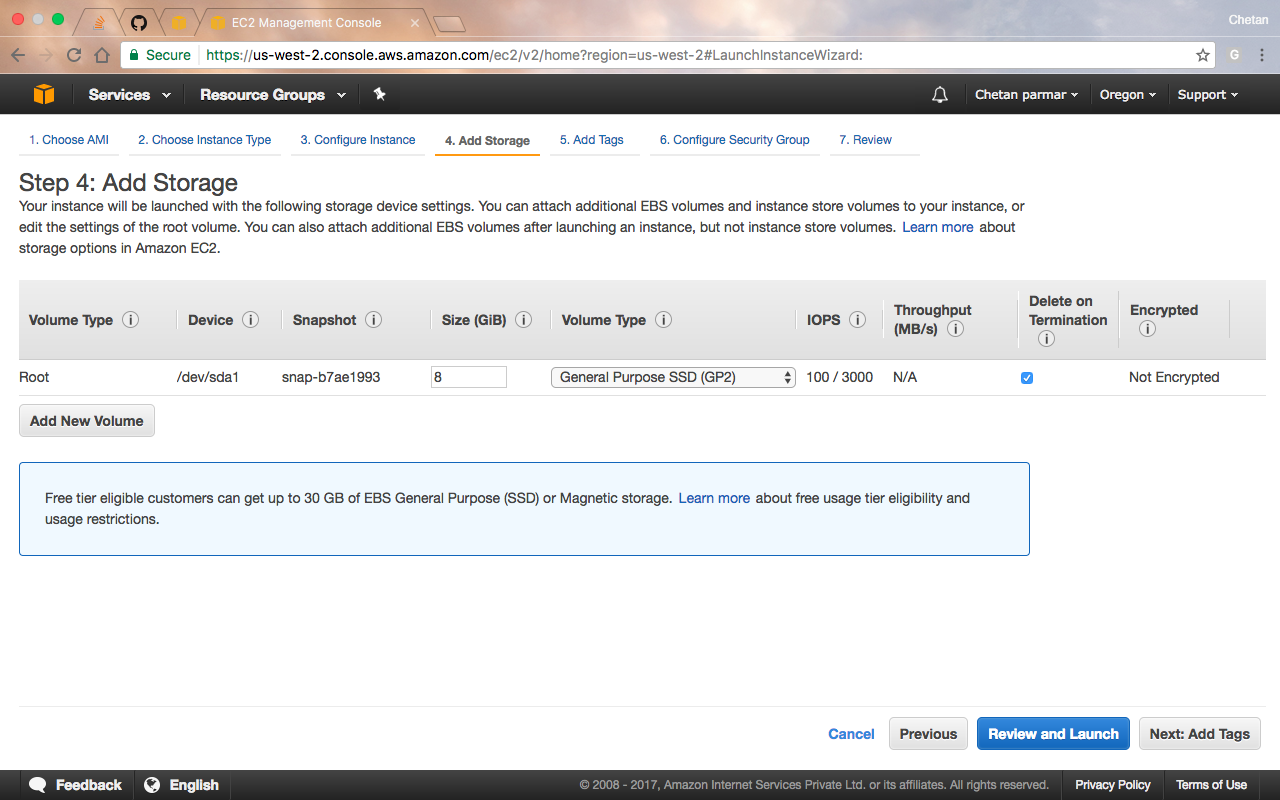 EC2 Management Console
Chetan
Secure https://us-west-2.console.aws.amazon.com/ec2/v2/home?region=us-west-2#LaunchInstanceWizard:
G
Services Resource Groups Chetan parmar Oregon Support
1. Choose AMI 2. Choose Instance Type 3. Configure Instance 4. Add Storage 5. Add Tags 6. Configure Security Group 7. Review
Step 4: Add Storage
Your instance will be launched with the following storage device settings. You can attach additional EBS volumes and instance store volumes to your instance, or
edit the settings of the root volume. You can also attach additional EBS volumes after launching an instance, but not instance store volumes. Learn more about
storage options in Amazon EC2.
Volume Type i Device i Snapshot i Size (GiB) i Volume Type i IOPS i Throughput (MB/s) i Delete on Termination i Encrypted i
Root /dev/sda1 snap-b7ae1993 8 General Purpose SSD (GP2) 100 / 3000 N/A Not Encrypted
Add New Volume
Free tier eligible customers can get up to 30 GB of EBS General Purpose (SSD) or Magnetic storage. Learn more about free usage tier eligibility and
usage restrictions.
Cancel Previous Review and Launch Next: Add Tags
Feedback English © 2008 - 2017, Amazon Internet Services Private Ltd. or its affiliates. All rights reserved. Privacy Policy Terms of Use